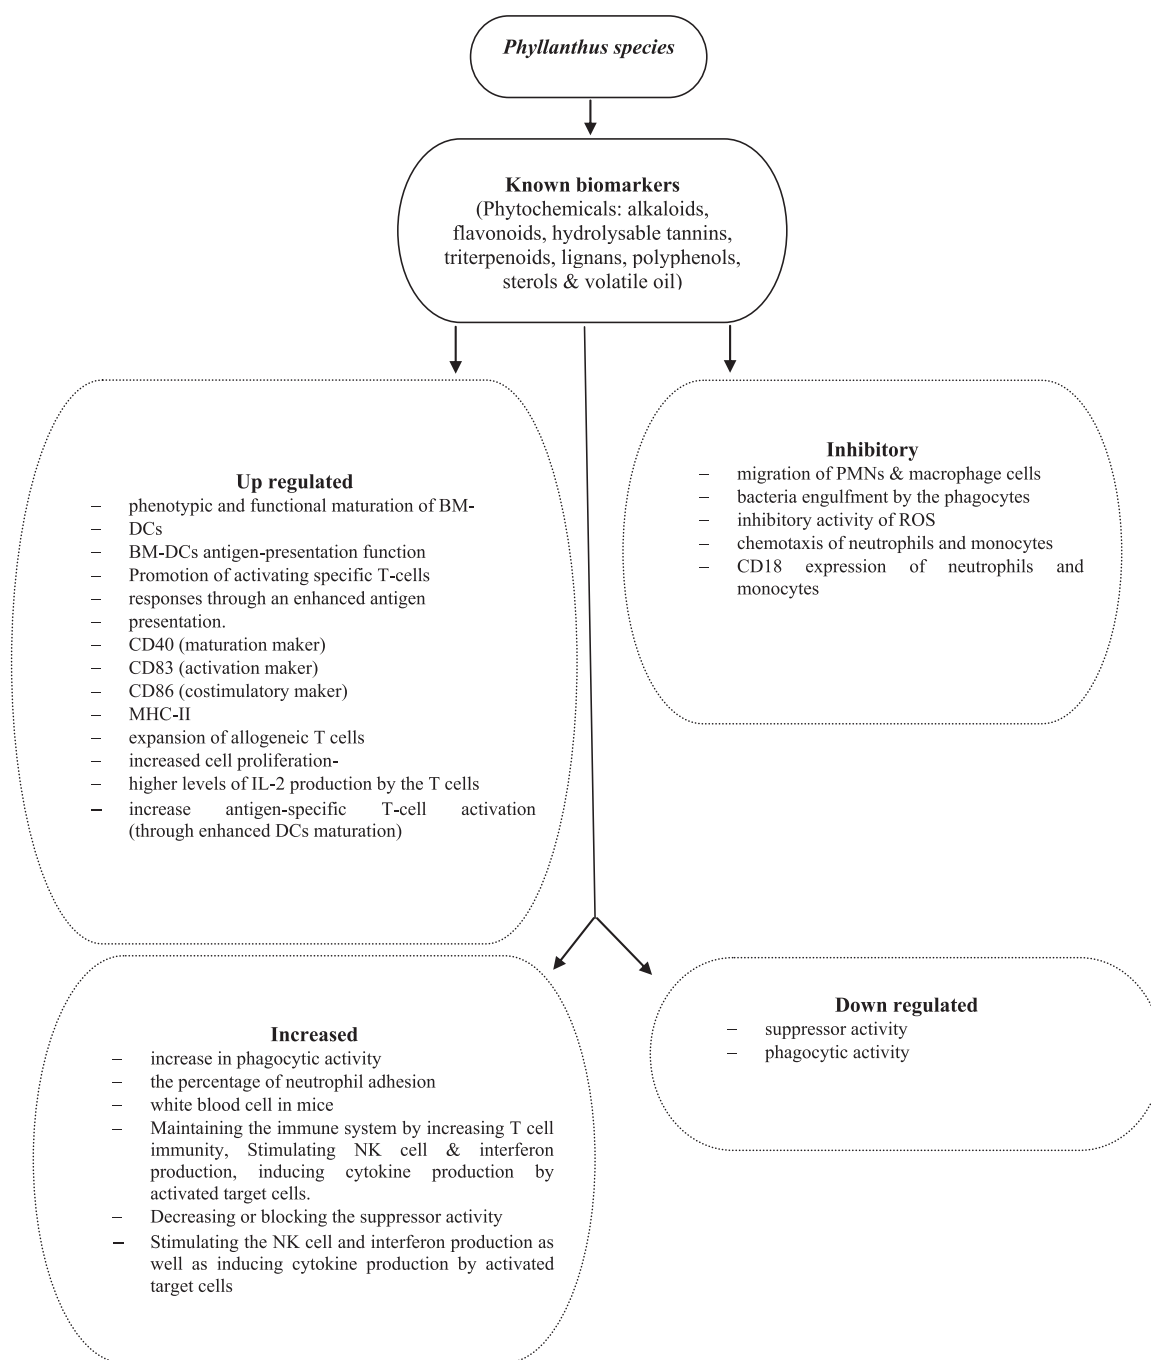 Phyllanthus species
Known biomarkers
(Phytochemicals: alkaloids,
flavonoids, hydrolysable tannins,
triterpenoids, lignans, polyphenols,
sterols & volatile oil)
Up regulated
– phenotypic and functional maturation of BM-
– DCs
– BM-DCs antigen-presentation function
– Promotion of activating specific T-cells
– responses through an enhanced antigen
– presentation.
– CD40 (maturation maker)
– CD83 (activation maker)
– CD86 (costimulatory maker)
– MHC-II
– expansion of allogeneic T cells
– increased cell proliferation-
– higher levels of IL-2 production by the T cells
– increase antigen-specific T-cell activation
(through enhanced DCs maturation)
Inhibitory
– migration of PMNs & macrophage cells
– bacteria engulfment by the phagocytes
– inhibitory activity of ROS
– chemotaxis of neutrophils and monocytes
– CD18 expression of neutrophils and
monocytes
Increased
– increase in phagocytic activity
– the percentage of neutrophil adhesion
– white blood cell in mice
– Maintaining the immune system by increasing T cell
immunity, Stimulating NK cell & interferon
production, inducing cytokine production by
activated target cells.
– Decreasing or blocking the suppressor activity
– Stimulating the NK cell and interferon production as
well as inducing cytokine production by activated
target cells
Down regulated
– suppressor activity
– phagocytic activity